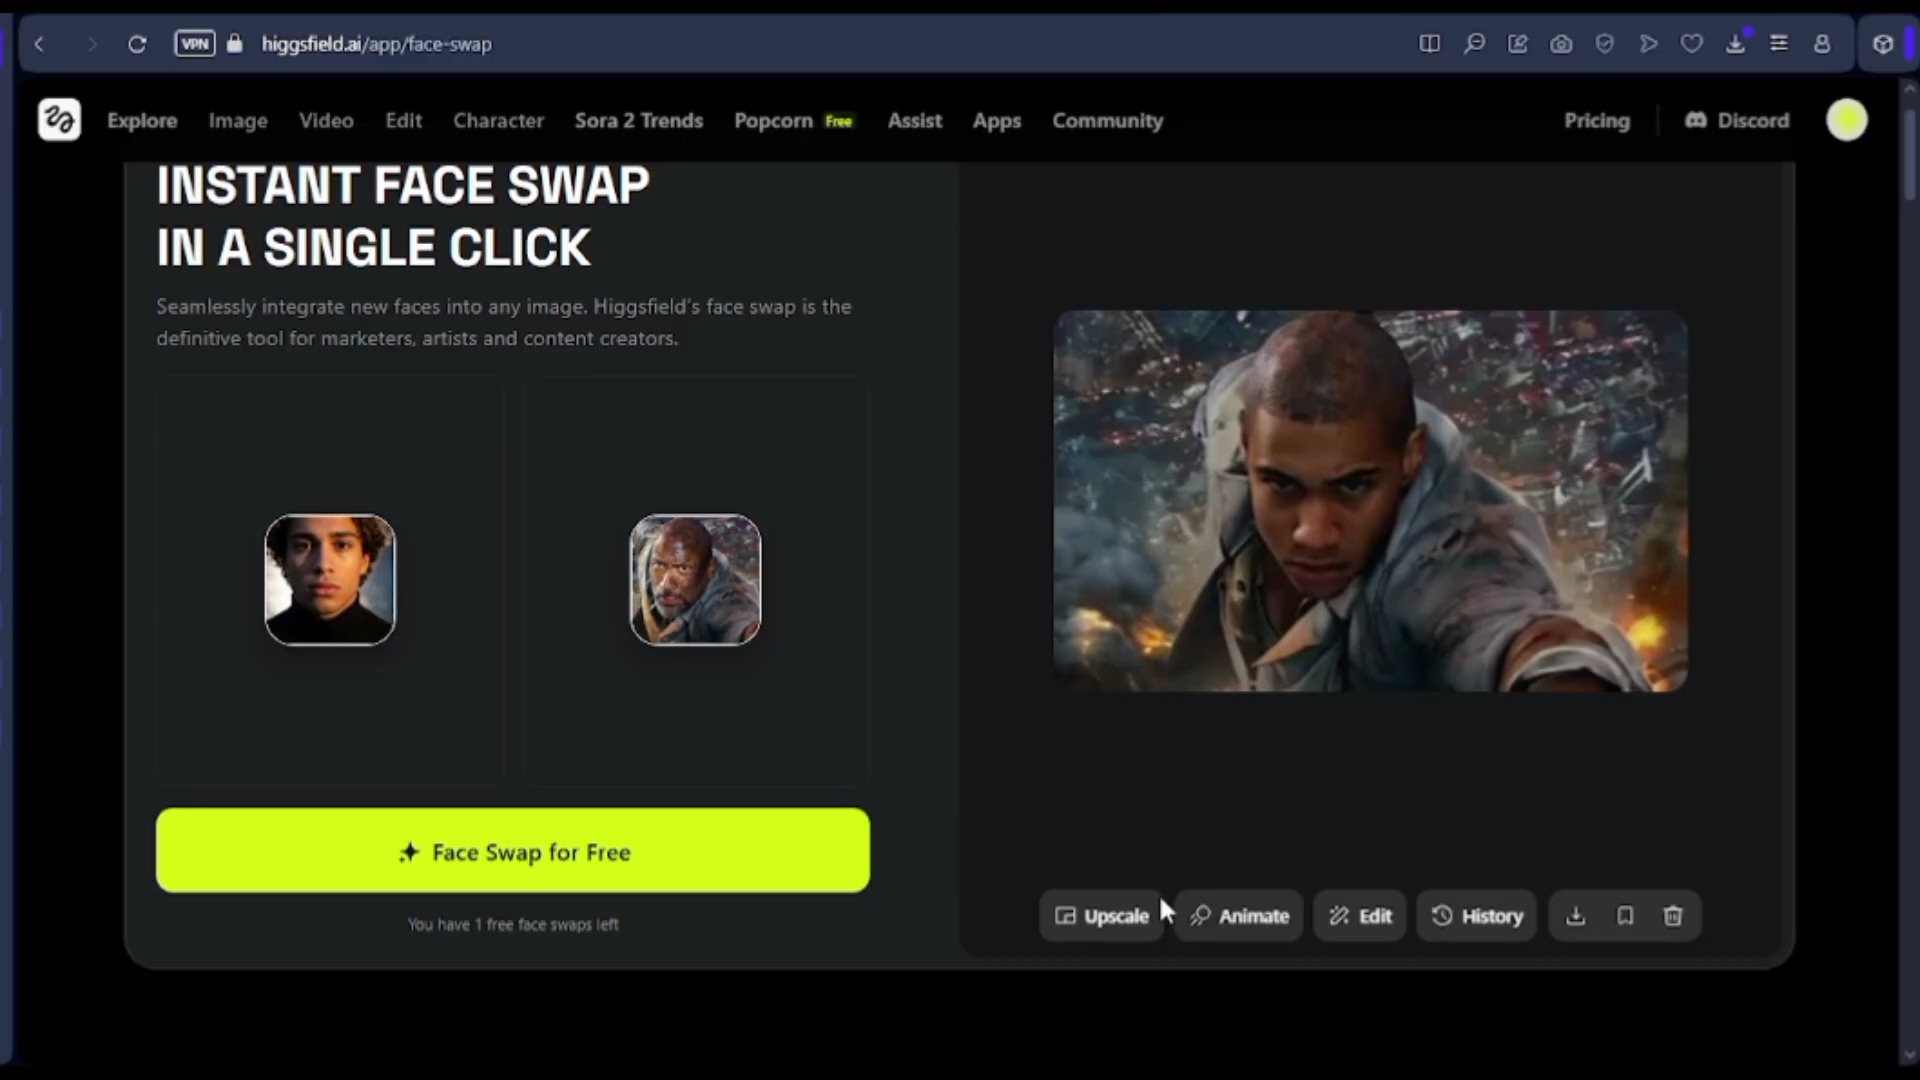 VPN
higgsfield.ai/app/face-swap
Explore Image Video Edit Character Sora 2 Trends Popcorn Free Assist Apps Community Pricing Discord
INSTANT FACE SWAP
IN A SINGLE CLICK
Seamlessly integrate new faces into any image. Higgsfield's face swap is the
definitive tool for marketers, artists and content creators.
Face Swap for Free
You have 1 free face swaps left
Upscale Animate Edit History